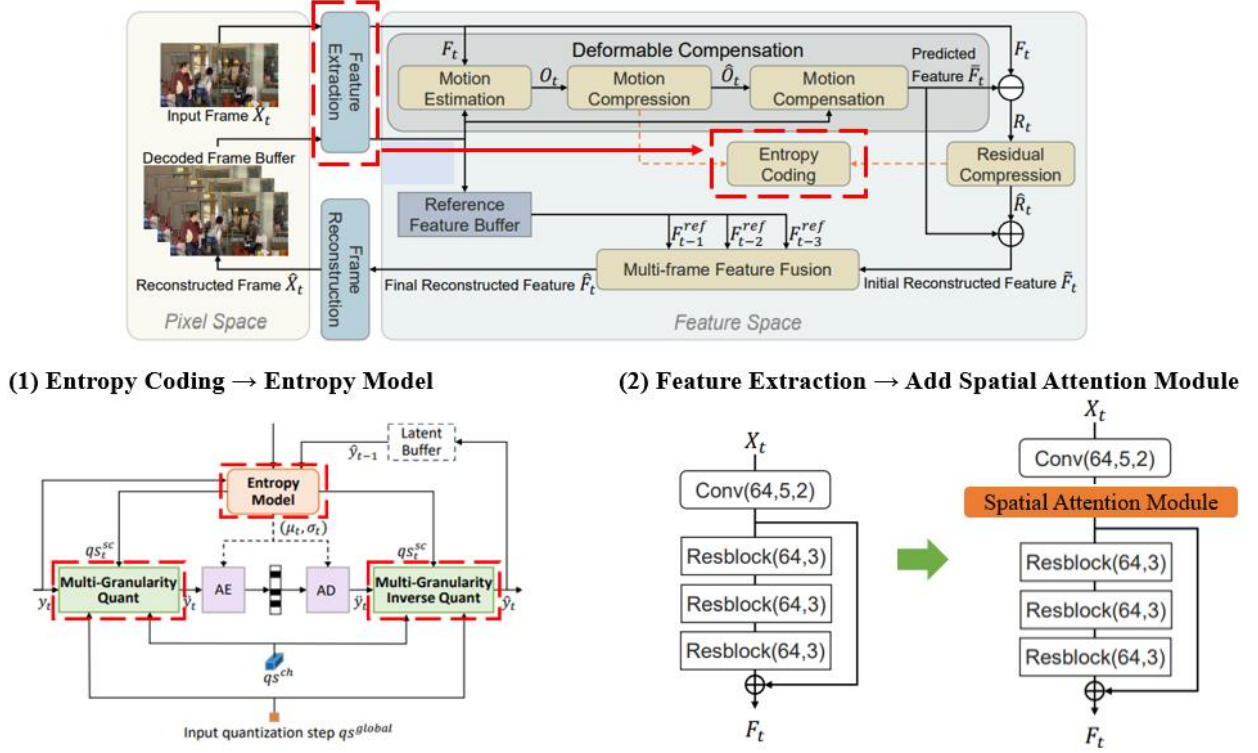 Input Frame X_t
Decoded Frame Buffer
Reconstructed Frame X̂_t
Pixel Space
Feature
Extraction
Frame
Reconstruction
F_t
Deformable Compensation
Motion
Estimation
O_t
Motion
Compression
Ô_t
Motion
Compensation
Predicted
Feature F̄_t
F_t
R_t
Entropy
Coding
Residual
Compression
R̂_t
Reference
Feature Buffer
F_{t-1}^{ref} F_{t-2}^{ref} F_{t-3}^{ref}
Multi-frame Feature Fusion
Final Reconstructed Feature F̂_t
Initial Reconstructed Feature F̃_t
Feature Space
(1) Entropy Coding → Entropy Model
Latent
Buffer
ŷ_{t-1}
Entropy
Model
(μ_t, σ_t)
qs_t^{sc}
qs_t^{sc}
y_t
Multi-Granularity
Quant
ÿ_t
AE
AD
ÿ_t
Multi-Granularity
Inverse Quant
ŷ_t
qs^{ch}
Input quantization step qs^{global}
(2) Feature Extraction → Add Spatial Attention Module
X_t
Conv(64,5,2)
Resblock(64,3)
Resblock(64,3)
Resblock(64,3)
F_t
X_t
Conv(64,5,2)
Spatial Attention Module
Resblock(64,3)
Resblock(64,3)
Resblock(64,3)
F_t